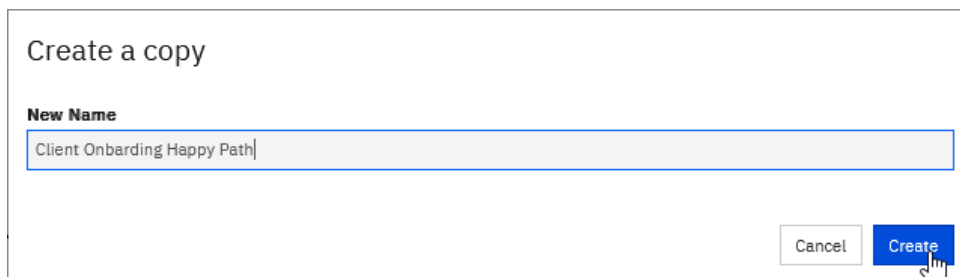 Create a copy
New Name
Client Onbarding Happy Path
Cancel Create